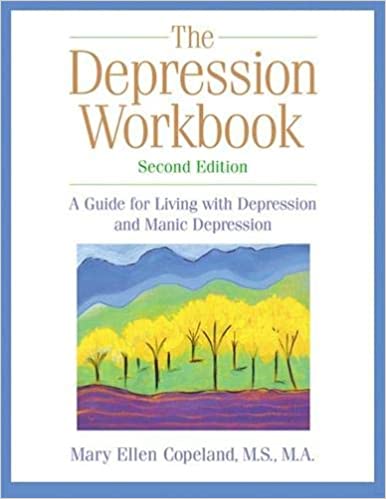 The
Depression
Workbook
Second Edition
A Guide for Living with Depression
and Manic Depression
Mary Ellen Copeland, M.S., M.A.